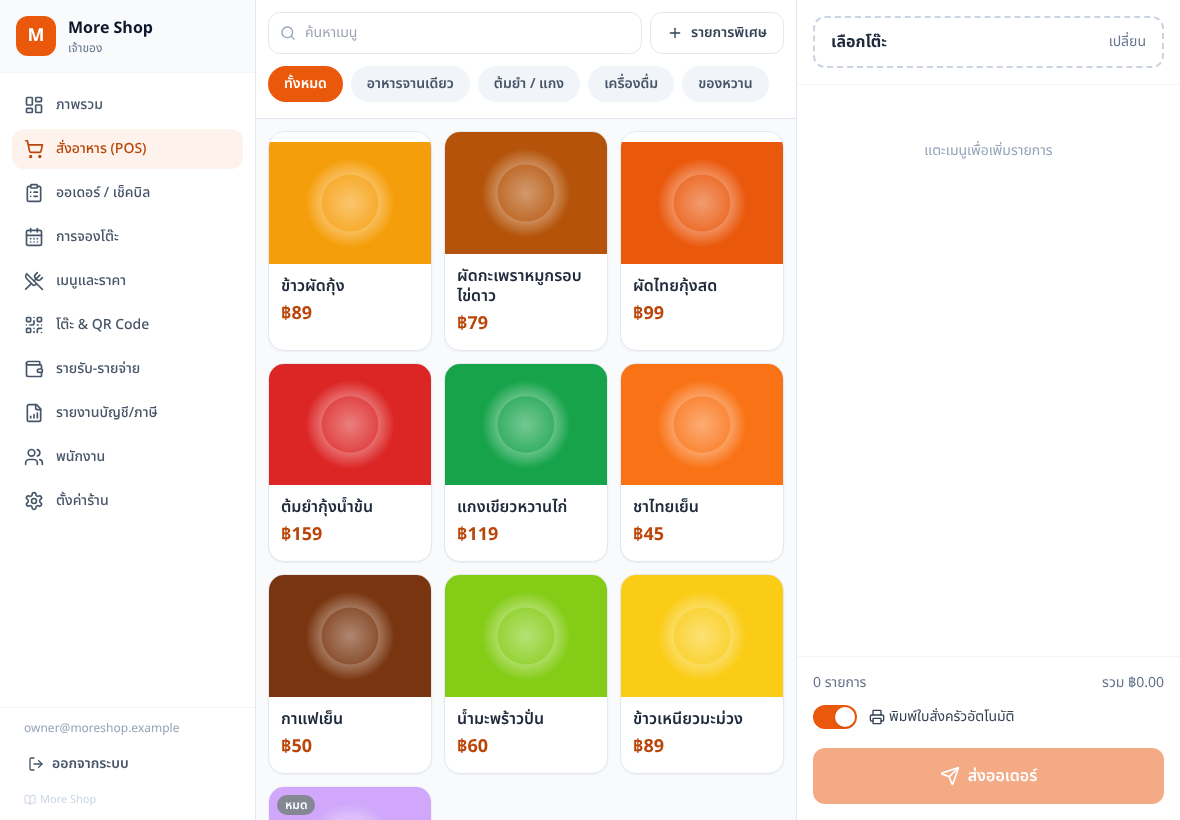 M
More Shop
เจ้าของ
ภาพรวม
สั่งอาหาร (POS)
ออเดอร์ / เช็คบิล
การจองโต๊ะ
เมนูและราคา
โต๊ะ & QR Code
รายรับ-รายจ่าย
รายงานบัญชี/ภาษี
พนักงาน
ตั้งค่าร้าน
owner@moreshop.example
ออกจากระบบ
More Shop
ค้นหาเมนู
รายการพิเศษ
ทั้งหมด
อาหารจานเดียว
ต้มยำ / แกง
เครื่องดื่ม
ของหวาน
ข้าวผัดกุ้ง
฿89
ผัดกะเพราหมูกรอบ
ไข่ดาว
฿79
ผัดไทยกุ้งสด
฿99
ต้มยำกุ้งน้ำข้น
฿159
แกงเขียวหวานไก่
฿119
ชาไทยเย็น
฿45
กาแฟเย็น
฿50
น้ำมะพร้าวปั่น
฿60
ข้าวเหนียวมะม่วง
฿89
หมด
เลือกโต๊ะ
เปลี่ยน
แตะเมนูเพื่อเพิ่มรายการ
0 รายการ
รวม ฿0.00
พิมพ์ใบสั่งครัวอัตโนมัติ
ส่งออเดอร์